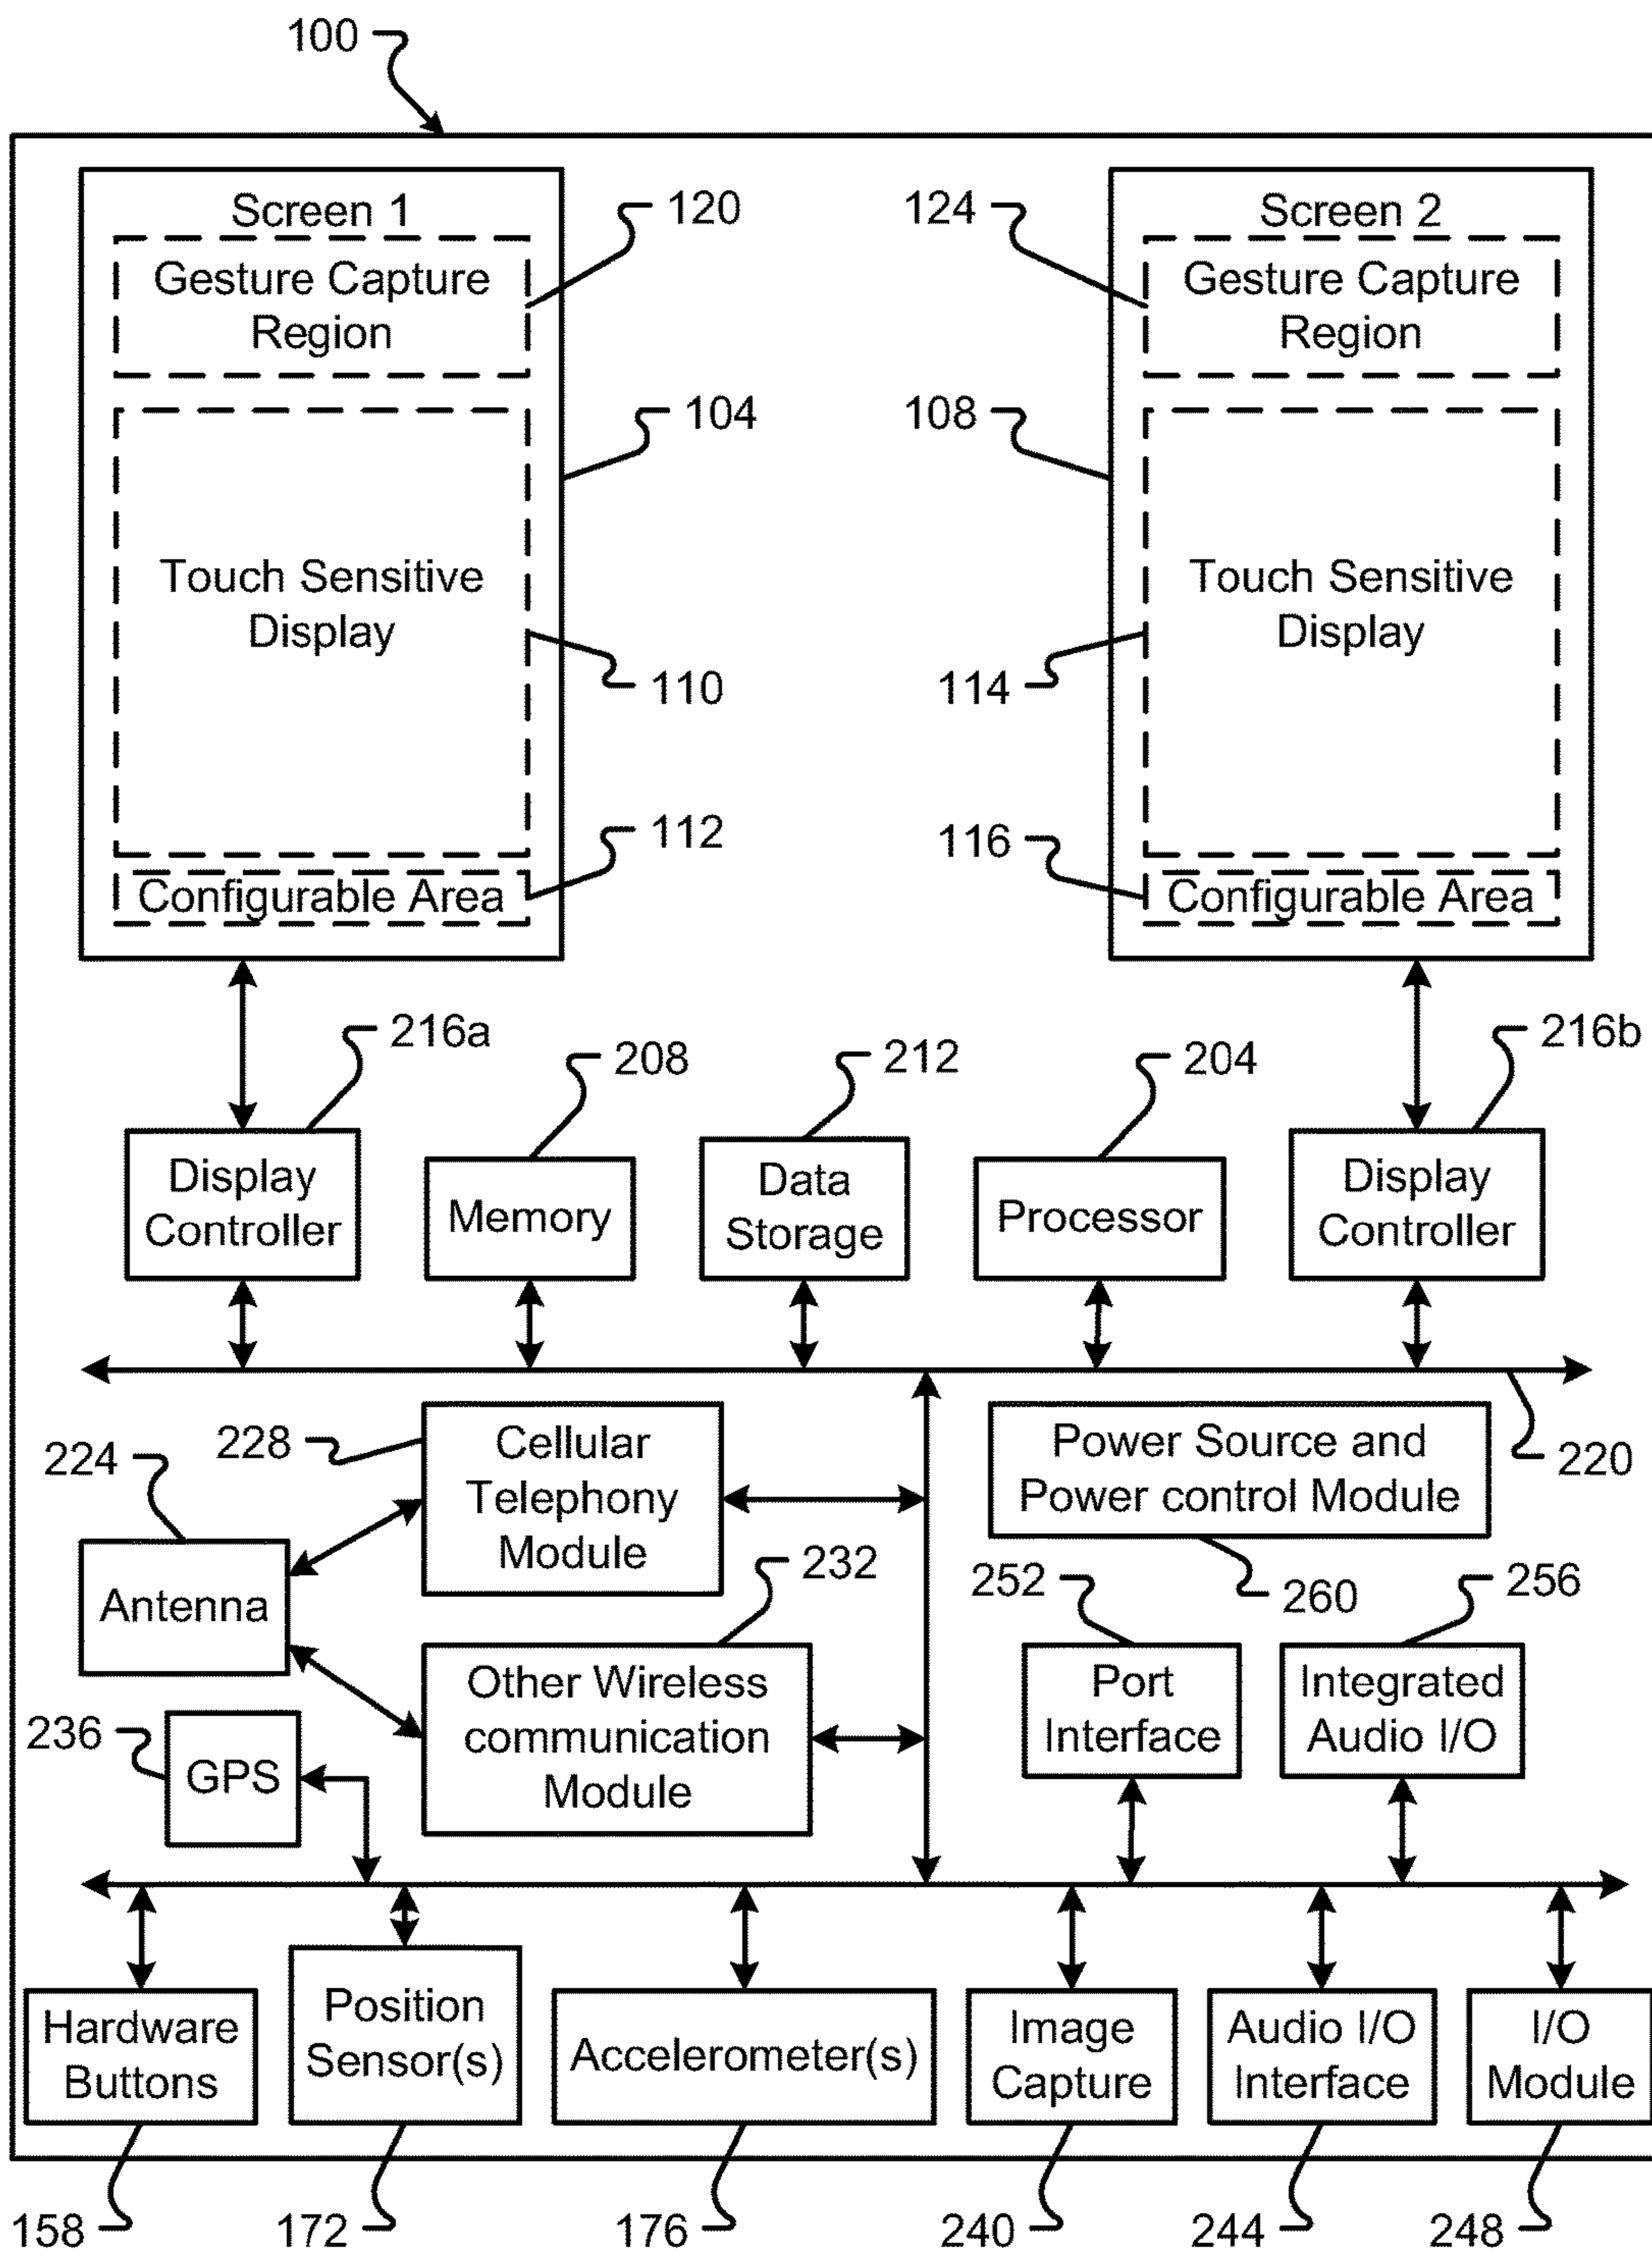 100
Screen 1
120
124
Screen 2
Gesture Capture
Region
Gesture Capture
Region
104
108
Touch Sensitive
Display
Touch Sensitive
Display
110
114
112
116
Configurable Area
Configurable Area
216a
208
212
204
216b
Display
Controller
Memory
Data
Storage
Processor
Display
Controller
224
228
Cellular
Telephony
Module
Power Source and
Power control Module
220
Antenna
232
252
260
256
236
GPS
Other Wireless
communication
Module
Port
Interface
Integrated
Audio I/O
Hardware
Buttons
Position
Sensor(s)
Accelerometer(s)
Image
Capture
Audio I/O
Interface
I/O
Module
158
172
176
240
244
248